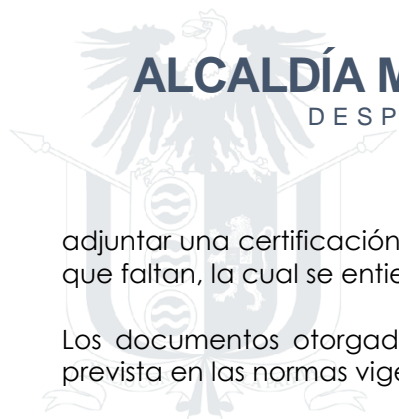 ALCALDÍA M
DESP
adjuntar una certificación
que faltan, la cual se entie
Los documentos otorgad
prevista en las normas vige